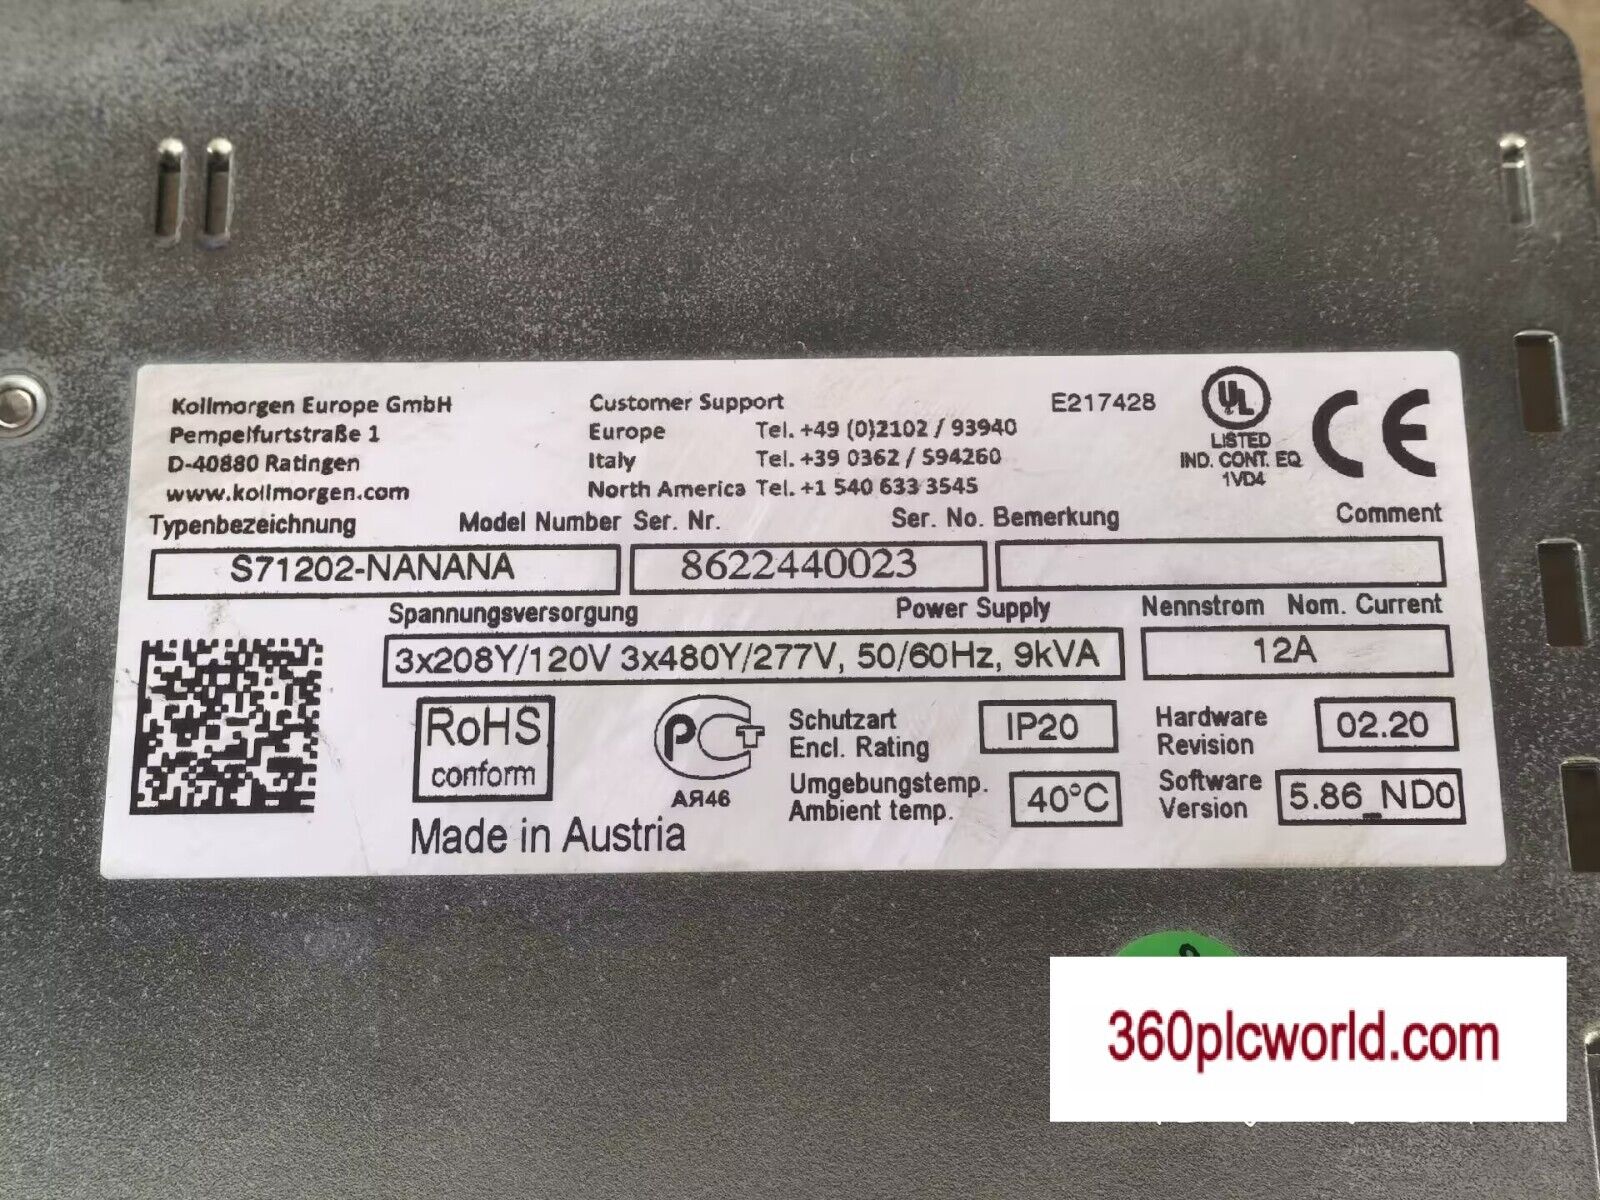 Kollmorgen Europe GmbH
Pempelfurtstraße 1
D-40880 Ratingen
www.kollmorgen.com
Customer Support
Europe Tel. +49 (0)2102 / 93940
Italy Tel. +39 0362 / 594260
North America Tel. +1 540 633 3545
E217428
UL
LISTED
IND. CONT. EQ
1VD4
CE
Typenbezeichnung Model Number
S71202-NANANA
Ser. Nr. Ser. No.
8622440023
Bemerkung Comment
Spannungsversorgung Power Supply
3x208Y/120V 3x480Y/277V, 50/60Hz, 9kVA
Nennstrom Nom. Current
12A
RoHS
conform
РСТ
АЯ46
Made in Austria
Schutzart
Encl. Rating
IP20
Umgebungstemp.
Ambient temp.
40°C
Hardware
Revision
02.20
Software
Version
5.86_ND0
360plcworld.com